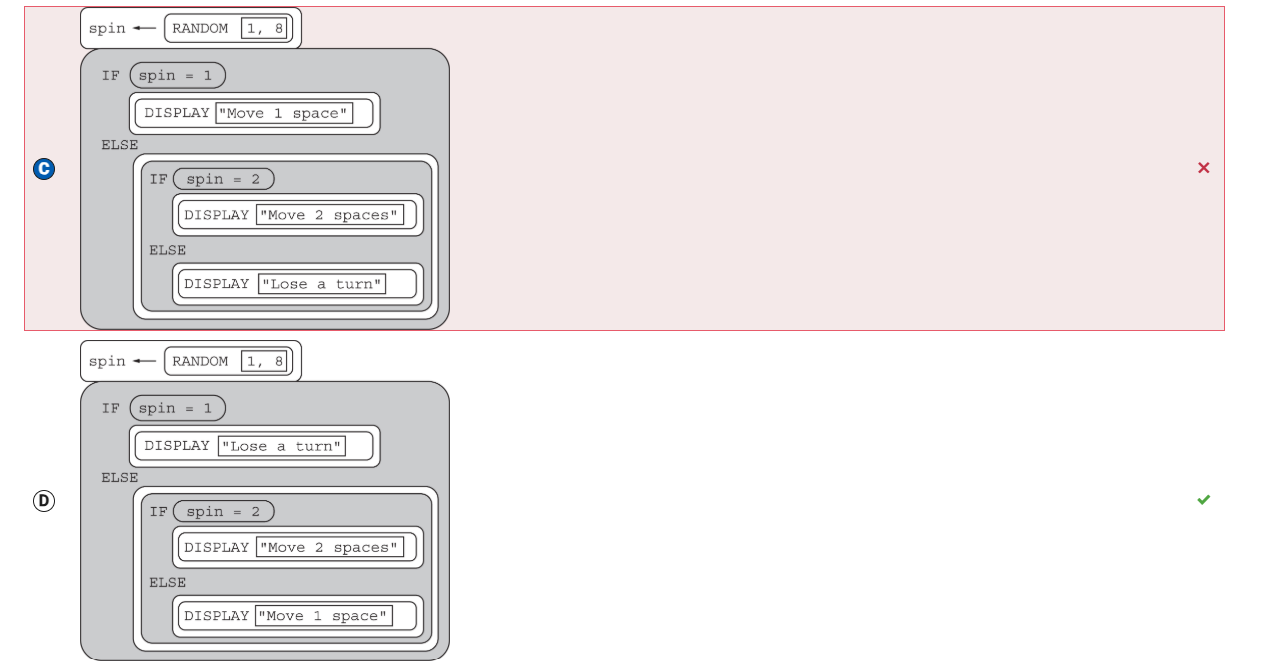 spin ← RANDOM 1, 8
IF spin = 1
DISPLAY "Move 1 space"
ELSE
C
IF spin = 2
DISPLAY "Move 2 spaces"
ELSE
DISPLAY "Lose a turn"
spin ← RANDOM 1, 8
IF spin = 1
DISPLAY "Lose a turn"
ELSE
D
IF spin = 2
DISPLAY "Move 2 spaces"
ELSE
DISPLAY "Move 1 space"